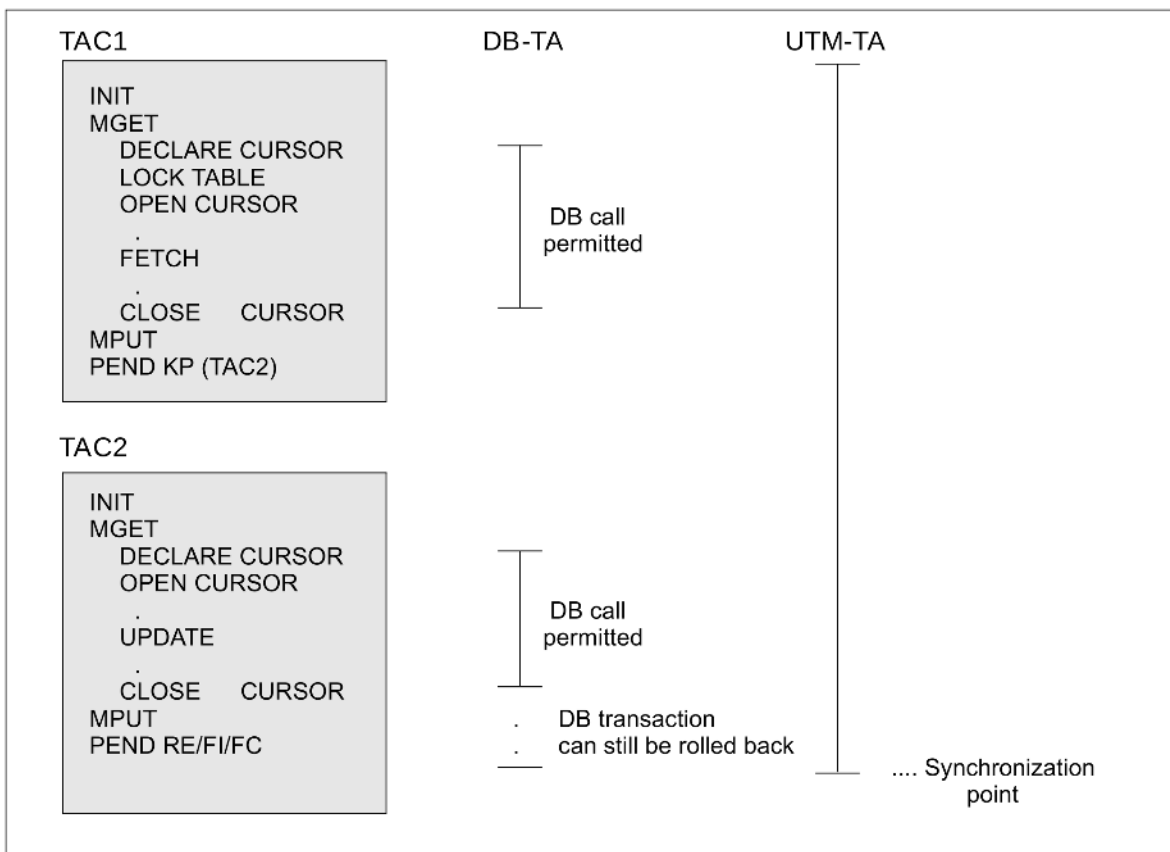 TAC1 DB-TA UTM-TA
INIT
MGET
DECLARE CURSOR
LOCK TABLE
OPEN CURSOR
.
FETCH
.
CLOSE CURSOR
MPUT
PEND KP (TAC2)
DB call
permitted
TAC2
INIT
MGET
DECLARE CURSOR
OPEN CURSOR
.
UPDATE
.
CLOSE CURSOR
MPUT
PEND RE/FI/FC
DB call
permitted
. DB transaction
. can still be rolled back
.... Synchronization
point